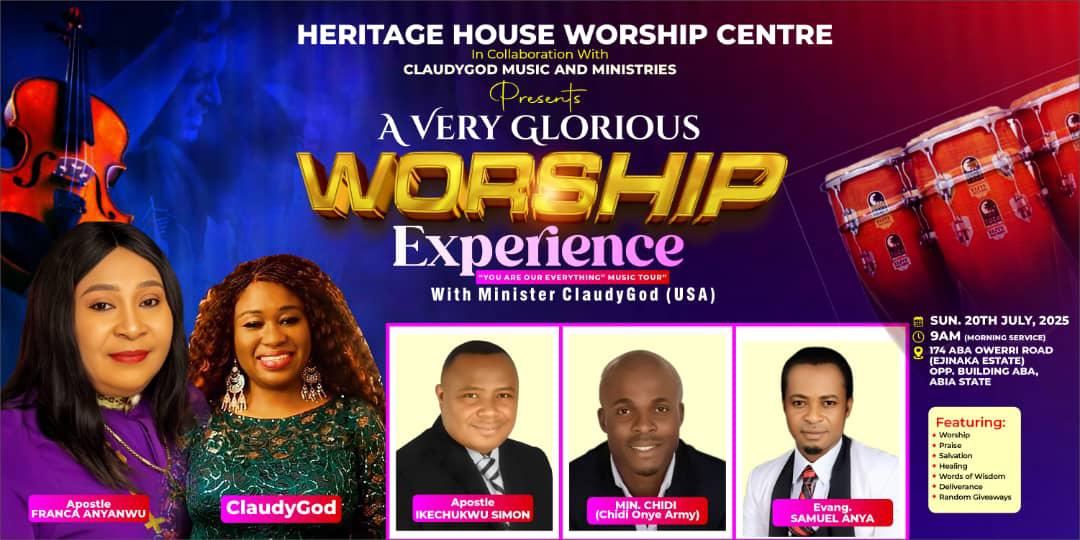 HERITAGE HOUSE WORSHIP CENTRE
In Collaboration With
CLAUDYGOD MUSIC AND MINISTRIES
Presents
A VERY GLORIOUS
WORSHIP
Experience
"YOU ARE OUR EVERYTHING" MUSIC TOUR"
With Minister ClaudyGod (USA)
SUN. 20TH JULY, 2025
9AM (MORNING SERVICE)
174 ABA OWERRI ROAD
(EJINAKA ESTATE)
OPP. BUILDING ABA,
ABIA STATE
Featuring:
• Worship
• Praise
• Salvation
• Healing
• Words of Wisdom
• Deliverance
• Random Giveaways
Apostle
FRANCA ANYANWU
ClaudyGod
Apostle
IKECHUKWU SIMON
MIN. CHIDI
(Chidi Onye Army)
Evang.
SAMUEL ANYA